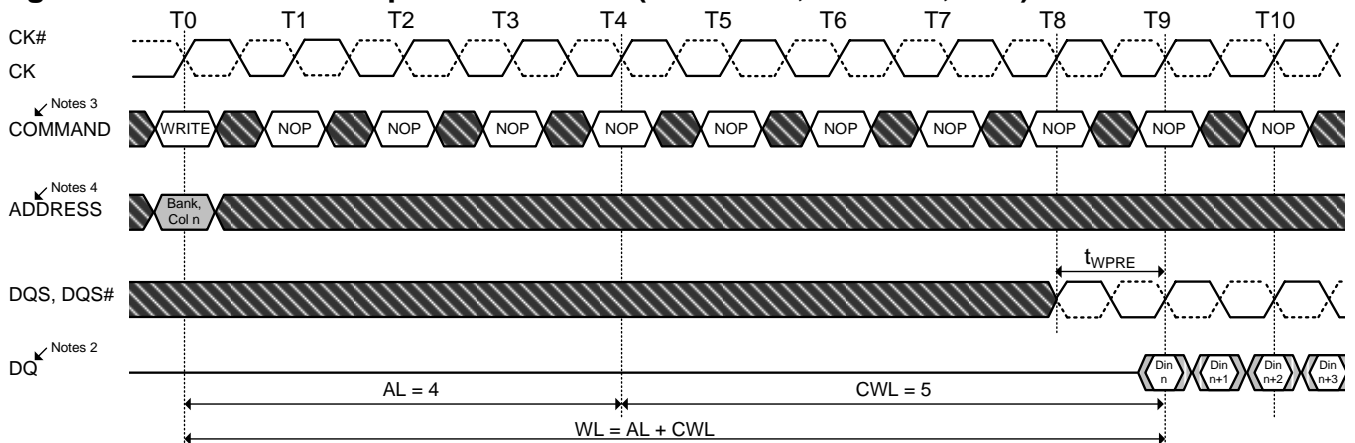 T0 T1 T2 T3 T4 T5 T6 T7 T8 T9 T10
CK#
CK
Notes 3
COMMAND WRITE NOP NOP NOP NOP NOP NOP NOP NOP NOP NOP
Notes 4
ADDRESS
Bank,
Col n
tWPRE
DQS, DQS#
Notes 2
DQ
Din
n
Din
n+1
Din
n+2
Din
n+3
AL = 4 CWL = 5
WL = AL + CWL